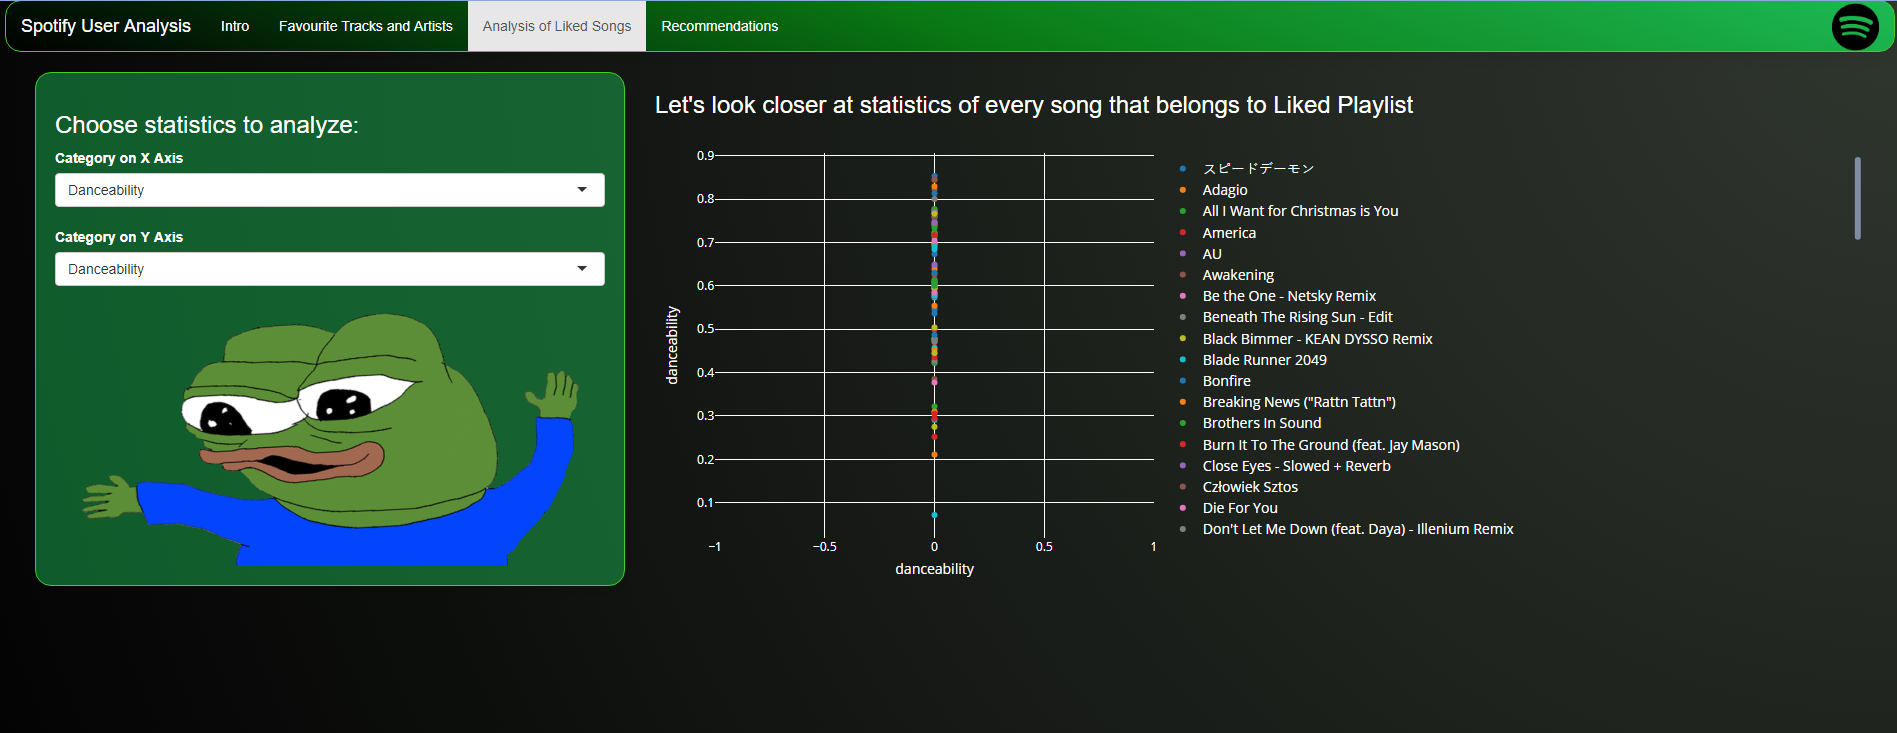 Spotify User Analysis Intro Favourite Tracks and Artists Analysis of Liked Songs Recommendations
Choose statistics to analyze:
Category on X Axis
Danceability
Category on Y Axis
Danceability
Let's look closer at statistics of every song that belongs to Liked Playlist
0.9
0.8
0.7
0.6
0.5
0.4
0.3
0.2
0.1
danceability
−1 −0.5 0 0.5 1
danceability
スピードデーモン
Adagio
All I Want for Christmas is You
America
AU
Awakening
Be the One - Netsky Remix
Beneath The Rising Sun - Edit
Black Bimmer - KEAN DYSSO Remix
Blade Runner 2049
Bonfire
Breaking News ("Rattn Tattn")
Brothers In Sound
Burn It To The Ground (feat. Jay Mason)
Close Eyes - Slowed + Reverb
Człowiek Sztos
Die For You
Don't Let Me Down (feat. Daya) - Illenium Remix